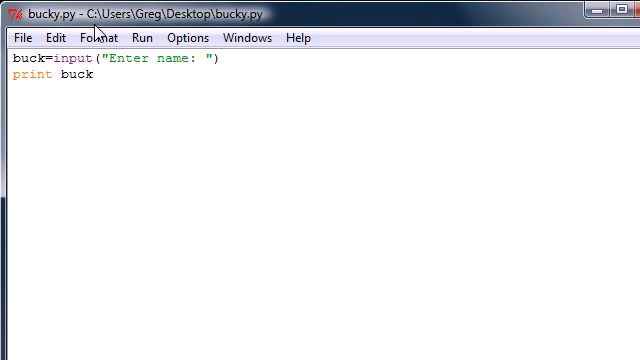 bucky.py - C:\Users\Greg\Desktop\bucky.py
File Edit Format Run Options Windows Help
buck=input("Enter name: ")
print buck